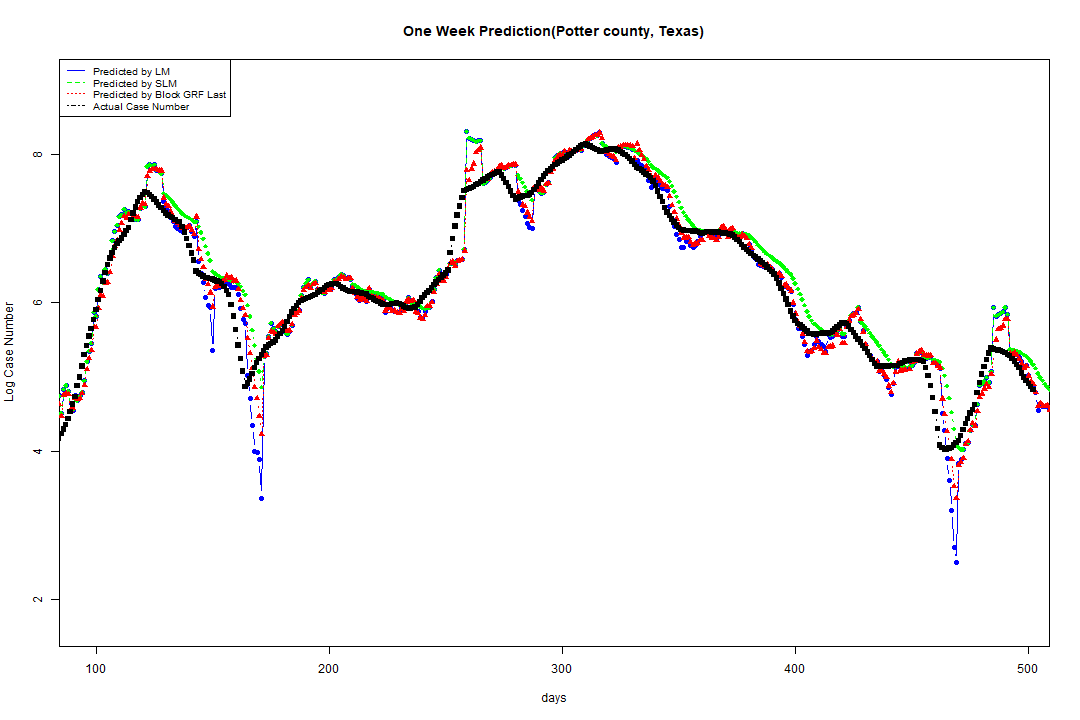 One Week Prediction(Potter county, Texas)
Predicted by LM
Predicted by SLM
Predicted by Block GRF Last
Actual Case Number
Log Case Number
8
6
4
2
100 200 300 400 500
days